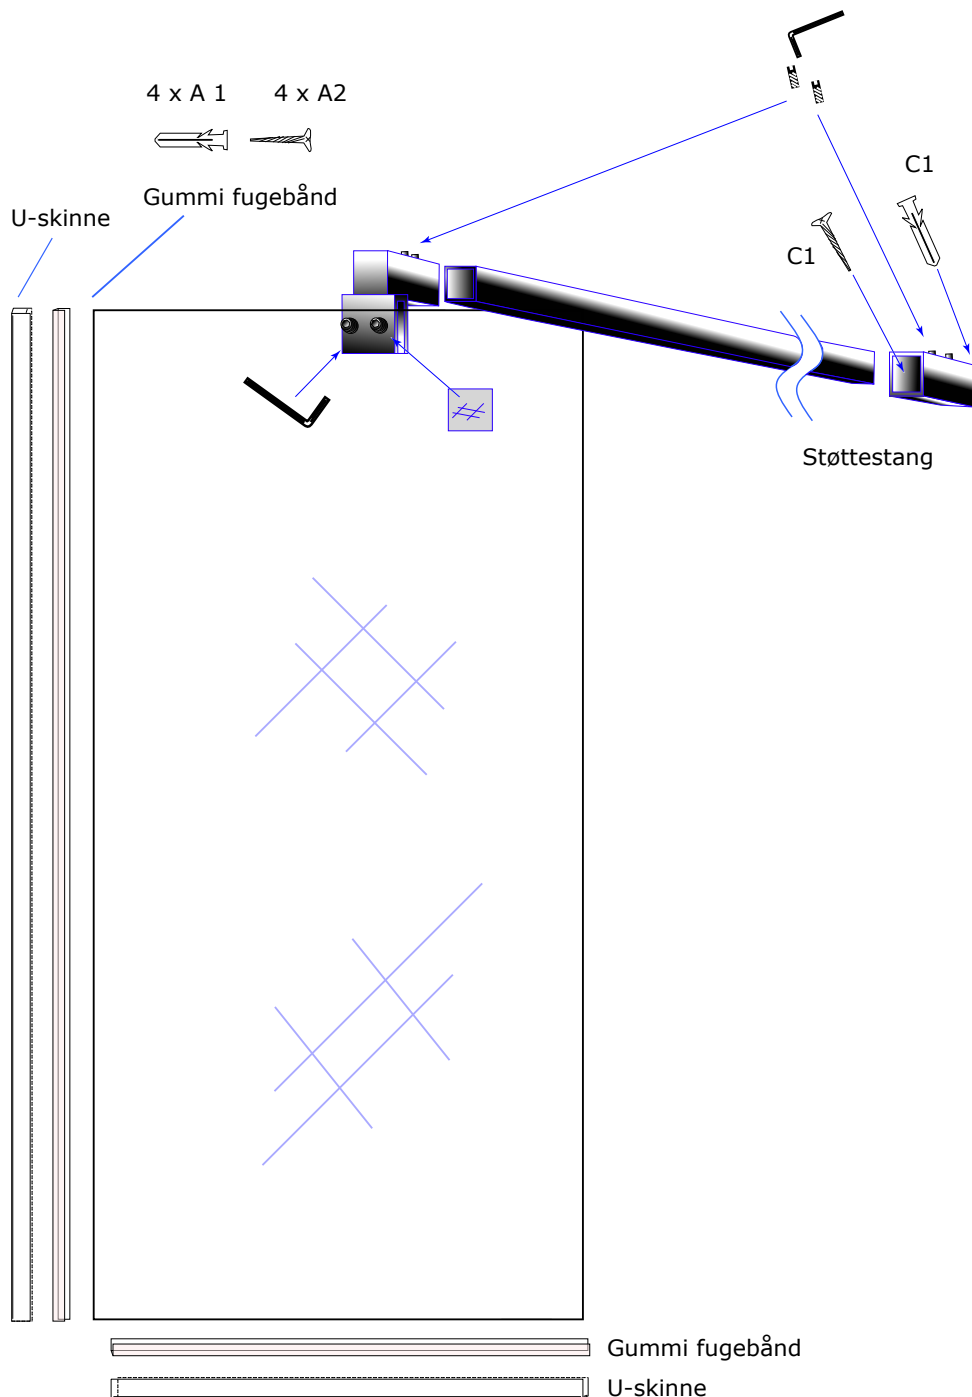 4 x A 1
4 x A2
Gummi fugebånd
U-skinne
C1
C1
Støttestang
Gummi fugebånd
U-skinne